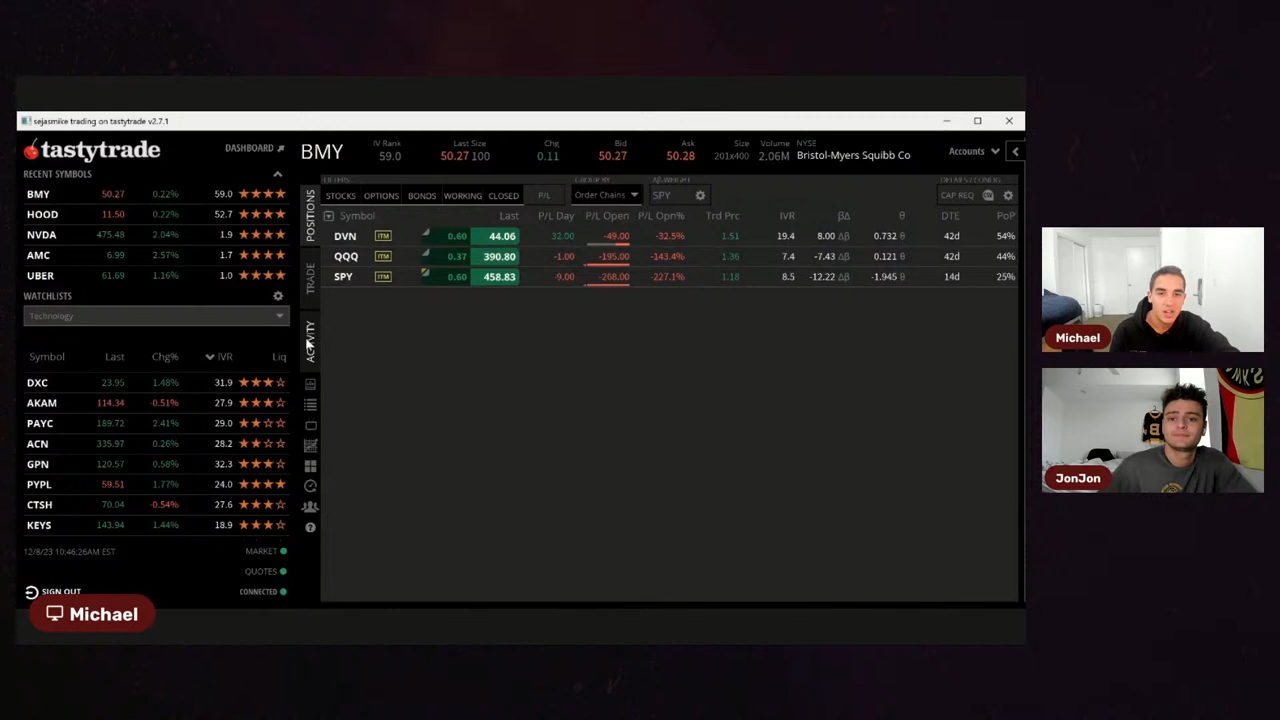 sejasmike trading on tastytrade v2.7.1
tastytrade
DASHBOARD
RECENT SYMBOLS
BMY 50.27 0.22% 59.0
HOOD 11.50 0.22% 52.7
NVDA 475.48 2.04% 1.9
AMC 6.99 2.57% 1.7
UBER 61.69 1.16% 1.0
WATCHLISTS
Technology
Symbol Last Chg% IVR Liq
DXC 23.95 1.48% 31.9
AKAM 114.34 -0.51% 27.9
PAYC 189.72 2.41% 29.0
ACN 335.97 0.26% 28.2
GPN 120.57 0.58% 32.3
PYPL 59.51 1.77% 24.0
CTSH 70.04 -0.54% 27.6
KEYS 143.94 1.44% 18.9
12/8/23 10:46:26AM EST
MARKET
QUOTES
CONNECTED
SIGN OUT
Michael
POSITIONS
TRADE
ACTIVITY
BMY
IV Rank Last Size Chg Bid Ask Size Volume NYSE
59.0 50.27 100 0.11 50.27 50.28 201x400 2.06M Bristol-Myers Squibb Co
Accounts
STOCKS OPTIONS BONDS WORKING CLOSED P/L Order Chains SPY CAP REQ
Symbol Last P/L Day P/L Open P/L Opn% Trd Prc IVR βΔ θ DTE PoP
DVN ITM 0.60 44.06 32.00 -49.00 -32.5% 1.51 19.4 8.00 Δβ 0.732 θ 42d 54%
QQQ ITM 0.37 390.80 -1.00 -195.00 -143.4% 1.36 7.4 -7.43 Δβ 0.121 θ 42d 44%
SPY ITM 0.60 458.83 -9.00 -268.00 -227.1% 1.18 8.5 -12.22 Δβ -1.945 θ 14d 25%
Michael
JonJon